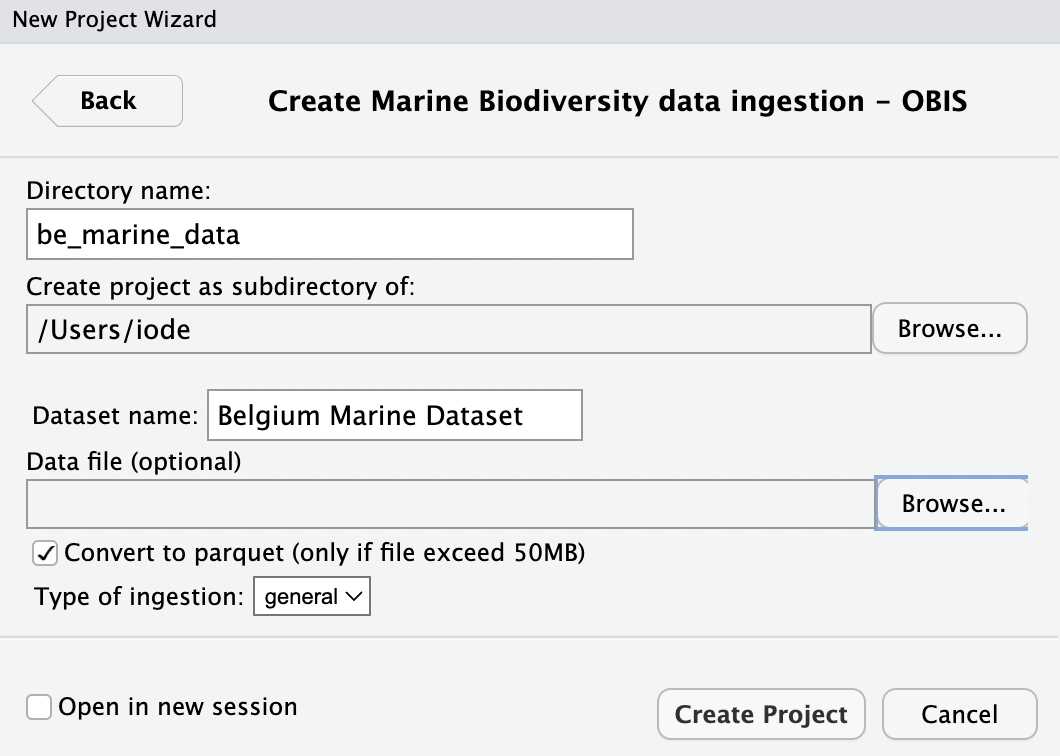 New Project Wizard
Back
Create Marine Biodiversity data ingestion – OBIS
Directory name:
be_marine_data
Create project as subdirectory of:
/Users/iode
Browse...
Dataset name: Belgium Marine Dataset
Data file (optional)
Browse...
Convert to parquet (only if file exceed 50MB)
Type of ingestion: general
Open in new session
Create Project
Cancel